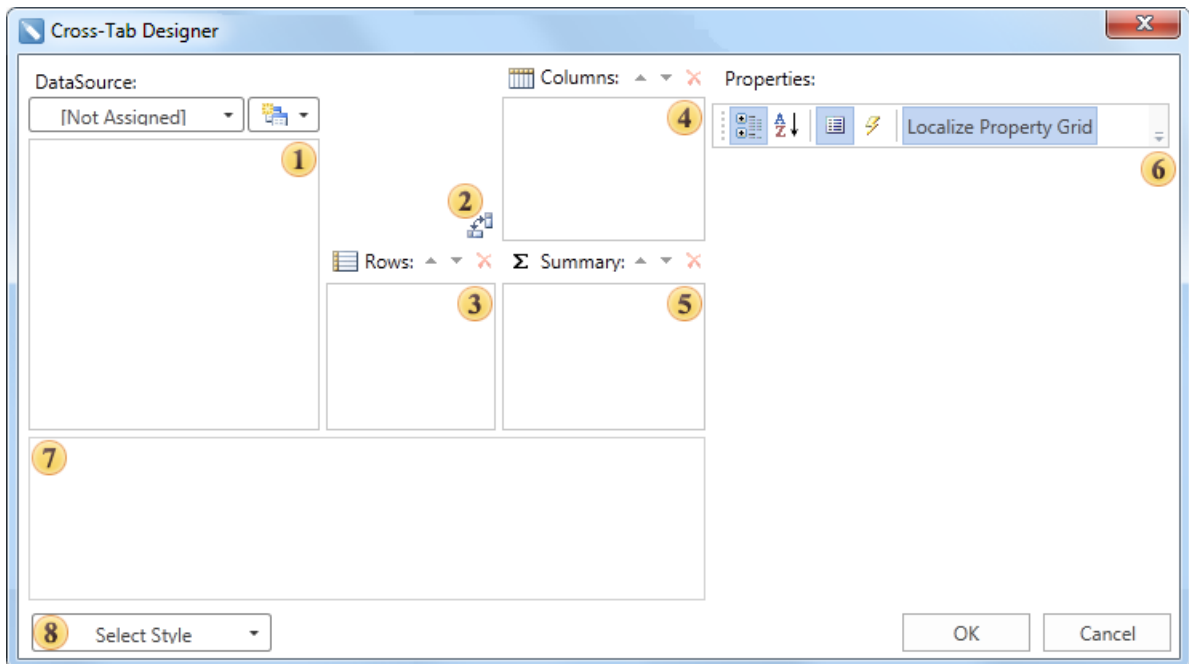 Cross-Tab Designer
DataSource:
[Not Assigned]
1
2
Columns:
4
Properties:
Localize Property Grid
6
Rows:
3
Σ Summary:
5
7
8 Select Style
OK
Cancel